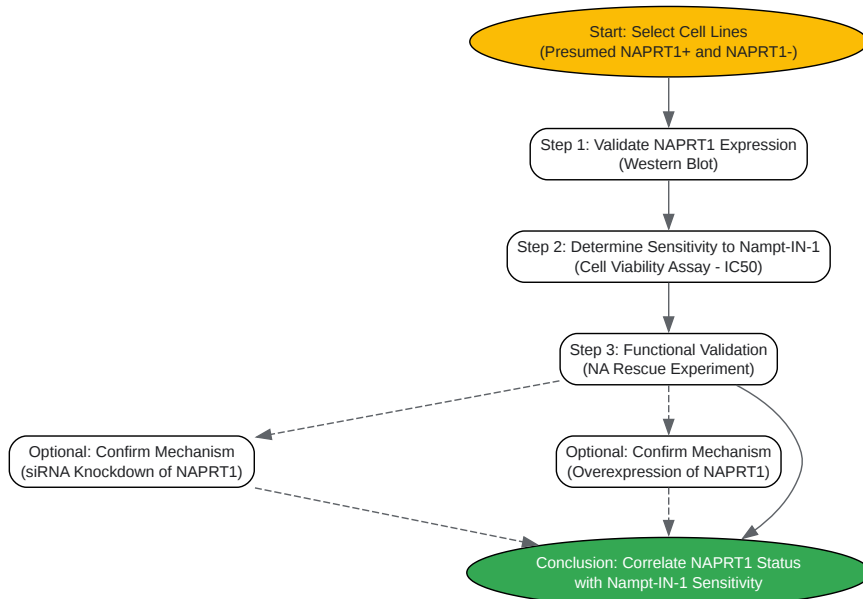 Start: Select Cell Lines
(Presumed NAPRT1+ and NAPRT1-)
Step 1: Validate NAPRT1 Expression
(Western Blot)
Step 2: Determine Sensitivity to Nampt-IN-1
(Cell Viability Assay - IC50)
Step 3: Functional Validation
(NA Rescue Experiment)
Optional: Confirm Mechanism
(siRNA Knockdown of NAPRT1)
Optional: Confirm Mechanism
(Overexpression of NAPRT1)
Conclusion: Correlate NAPRT1 Status
with Nampt-IN-1 Sensitivity